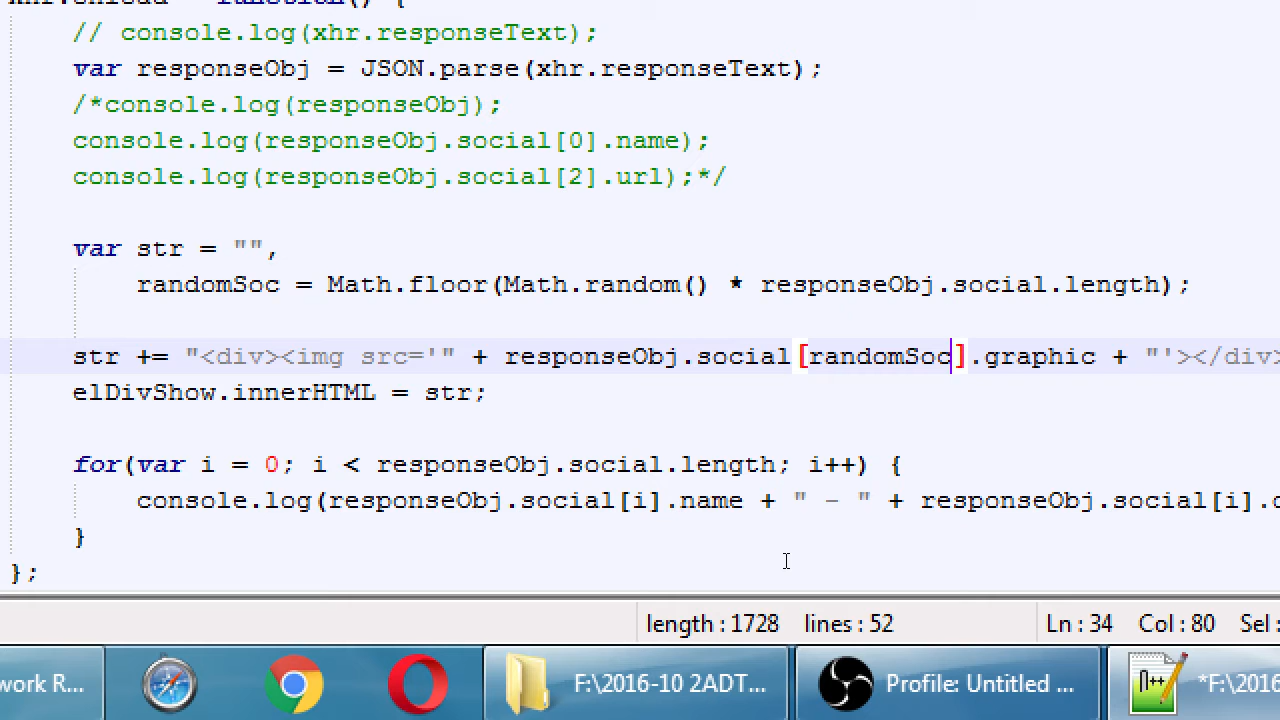 // console.log(xhr.responseText);
var responseObj = JSON.parse(xhr.responseText);
/*console.log(responseObj);
console.log(responseObj.social[0].name);
console.log(responseObj.social[2].url);*/
var str = "",
randomSoc = Math.floor(Math.random() * responseObj.social.length);
str += "<div><img src='" + responseObj.social[randomSoc].graphic + "'></div>
elDivShow.innerHTML = str;
for(var i = 0; i < responseObj.social.length; i++) {
console.log(responseObj.social[i].name + " - " + responseObj.social[i].
}
};
length : 1728 lines : 52 Ln : 34 Col : 80 Sel :
work R... F:\2016-10 2ADT... Profile: Untitled ... *F:\2016